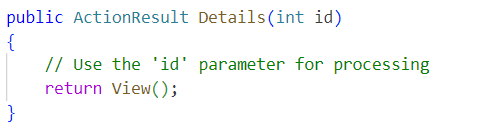 public ActionResult Details(int id)
{
    // Use the 'id' parameter for processing
    return View();
}